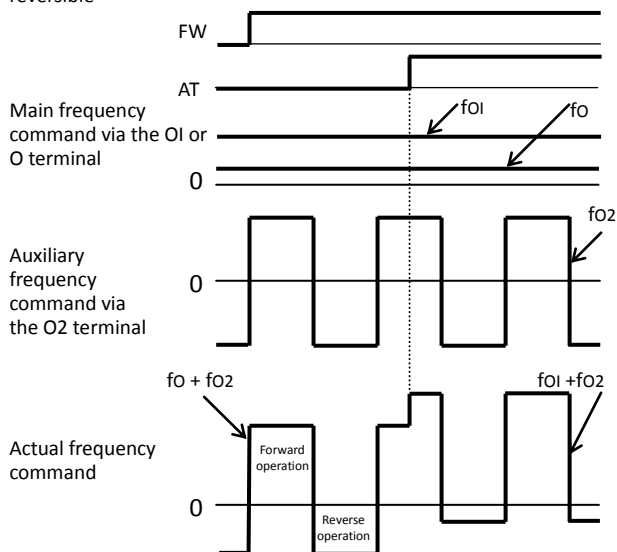 reversible
FW
AT
Main frequency
command via the OI or
O terminal
fOI
fO
0
fO2
Auxiliary
frequency
command via
the O2 terminal
0
fO + fO2
fOI +fO2
Actual frequency
command
Forward
operation
0
Reverse
operation